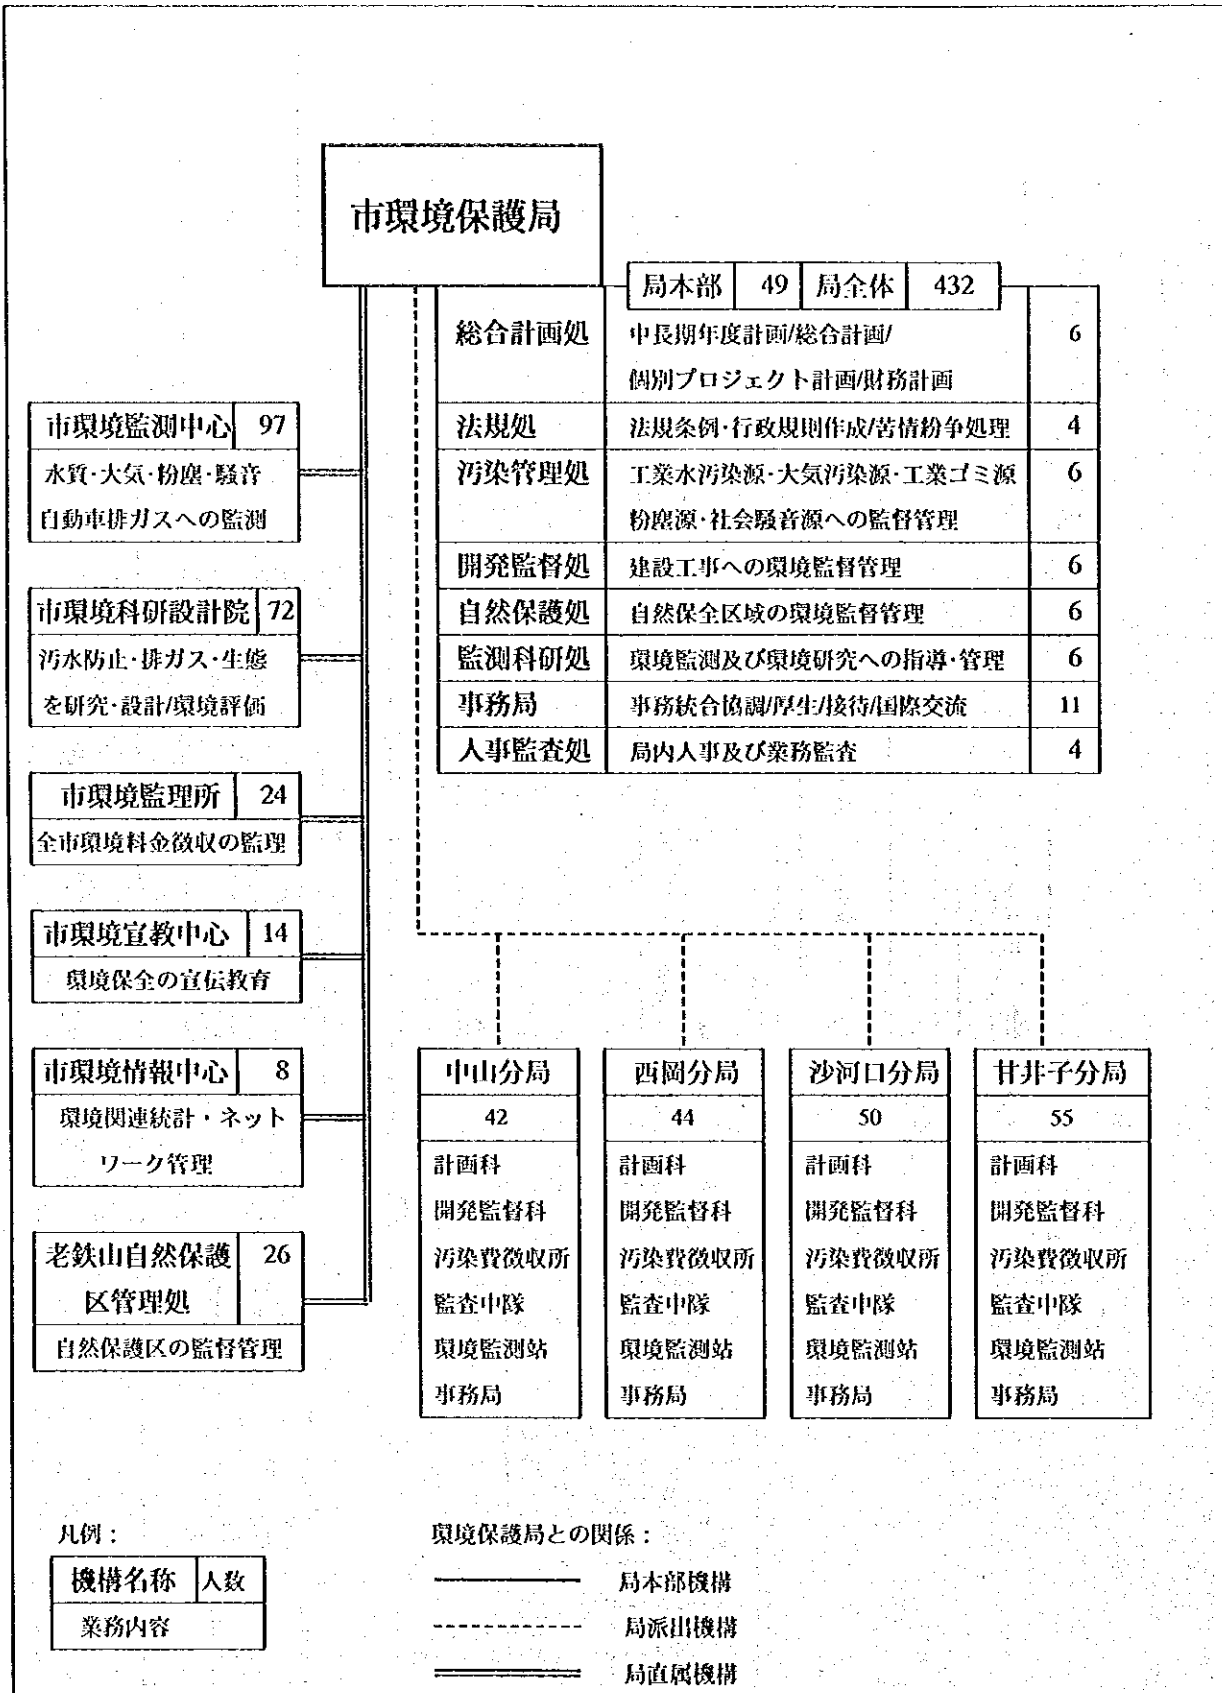 市環境保護局
局本部 49 局全体 432
総合計画処 中長期年度計画/総合計画/ 6
個別プロジェクト計画/財務計画
法規処 法規条例・行政規則作成/苦情紛争処理 4
汚染管理処 工業水汚染源・大気汚染源・工業ゴミ源 6
粉塵源・社会騒音源への監督管理
開発監督処 建設工事への環境監督管理 6
自然保護処 自然保全区域の環境監督管理 6
監測科研処 環境監測及び環境研究への指導・管理 6
事務局 事務統合協調/厚生/接待/国際交流 11
人事監査処 局内人事及び業務監査 4
市環境監測中心 97
水質・大気・粉塵・騒音
自動車排ガスへの監測
市環境科研設計院 72
汚水防止・排ガス・生態
を研究・設計/環境評価
市環境監理所 24
全市環境料金徴収の監理
市環境宣教中心 14
環境保全の宣伝教育
市環境情報中心 8
環境関連統計・ネット
ワーク管理
老鉄山自然保護 26
区管理処
自然保護区の監督管理
中山分局
42
計画科
開発監督科
汚染費徴収所
監査中隊
環境監測站
事務局
西岡分局
44
計画科
開発監督科
汚染費徴収所
監査中隊
環境監測站
事務局
沙河口分局
50
計画科
開発監督科
汚染費徴収所
監査中隊
環境監測站
事務局
甘井子分局
55
計画科
開発監督科
汚染費徴収所
監査中隊
環境監測站
事務局
凡例：
機構名称 人数
業務内容
環境保護局との関係：
局本部機構
局派出機構
局直属機構